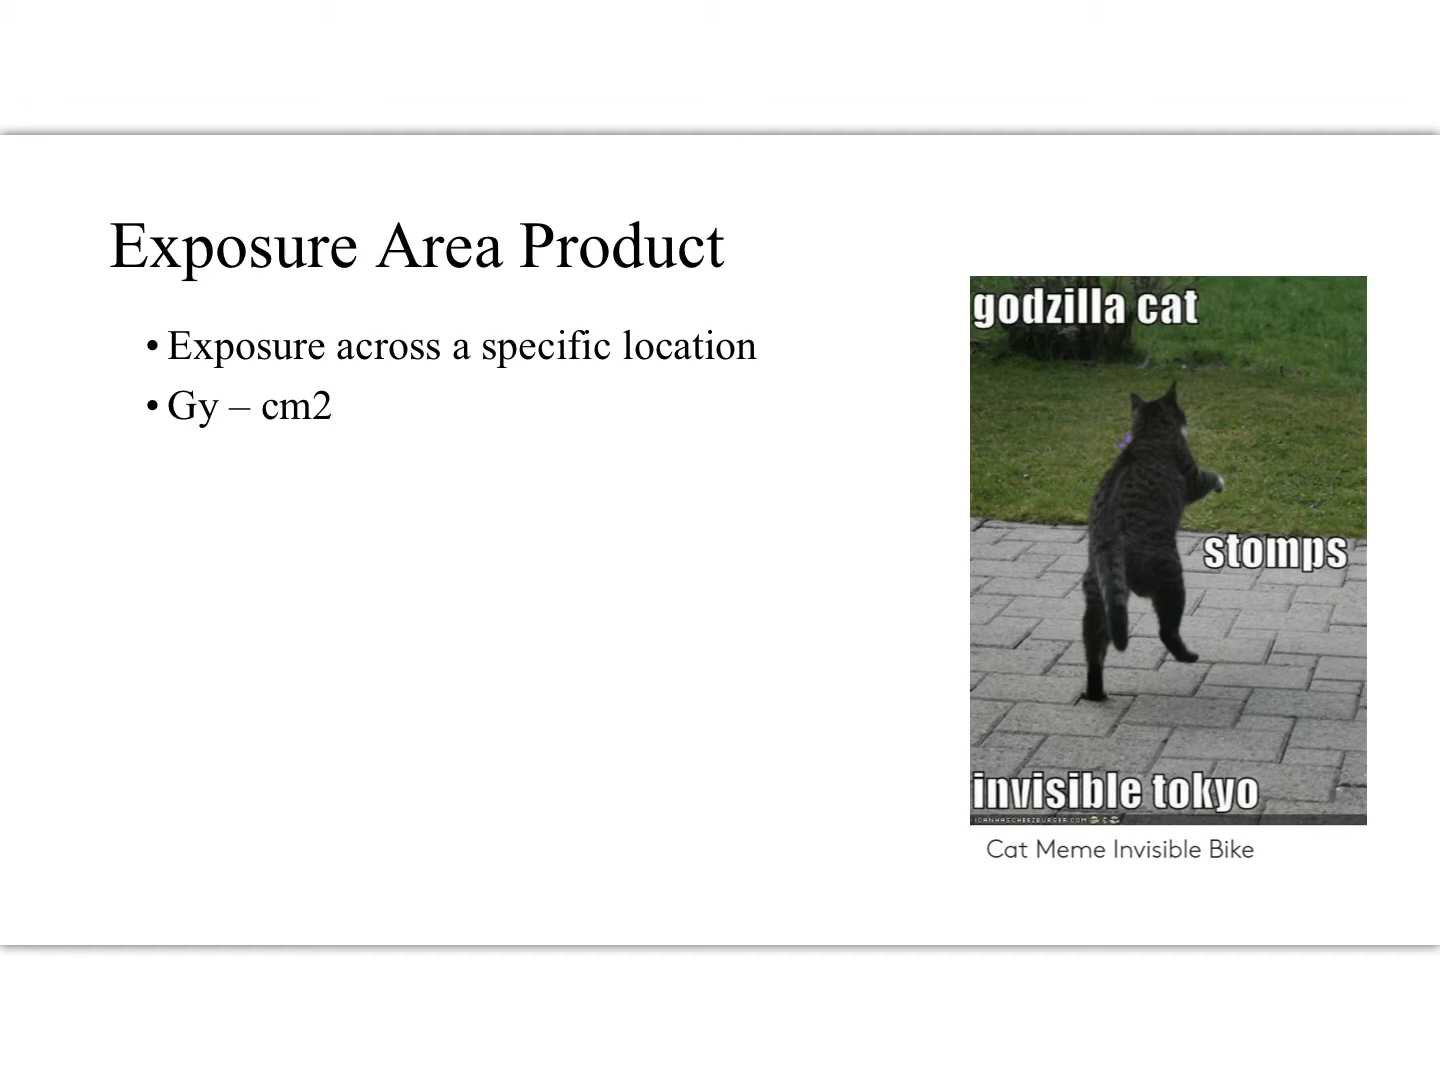 Exposure Area Product
• Exposure across a specific location
• Gy – cm2
godzilla cat
stomps
invisible tokyo
ICANHASCHEEZBURGER.COM
Cat Meme Invisible Bike